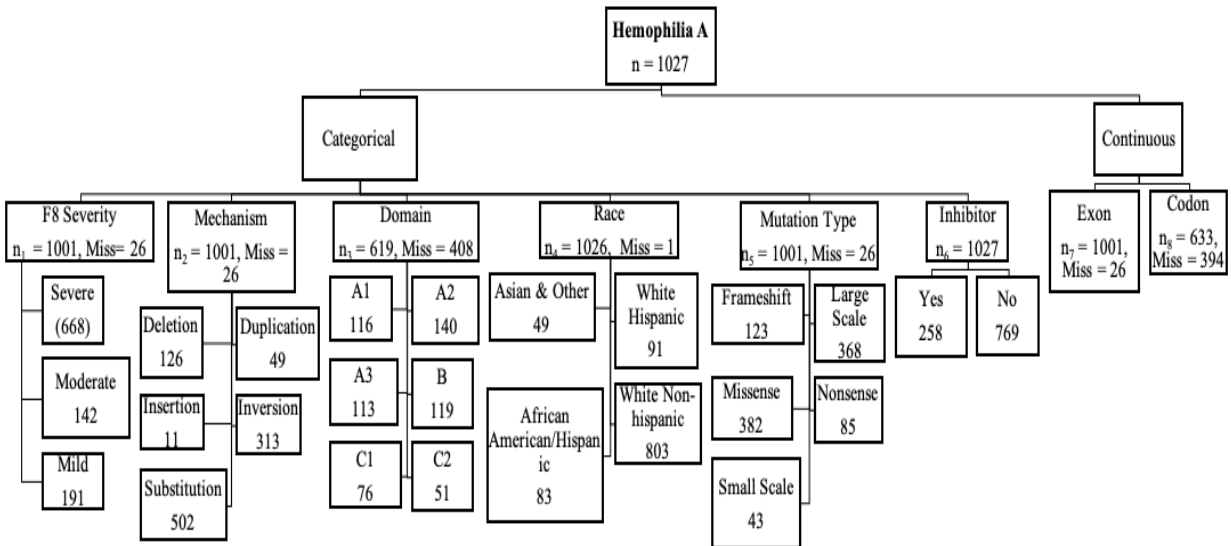 Hemophilia A
n = 1027
Categorical
Continuous
F8 Severity
n₁ = 1001, Miss= 26
Severe
(668)
Moderate
142
Mild
191
Mechanism
n₂ = 1001, Miss =
26
Deletion
126
Duplication
49
Insertion
11
Inversion
313
Substitution
502
Domain
n₃ = 619, Miss = 408
A1
116
A2
140
A3
113
B
119
C1
76
C2
51
Race
n₄ = 1026, Miss = 1
Asian & Other
49
White
Hispanic
91
African
American/Hispan
ic
83
White Non-
hispanic
803
Mutation Type
n₅ = 1001, Miss = 26
Frameshift
123
Large
Scale
368
Missense
382
Nonsense
85
Small Scale
43
Inhibitor
n₆ = 1027
Yes
258
No
769
Exon
n₇ = 1001,
Miss = 26
Codon
n₈ = 633,
Miss = 394